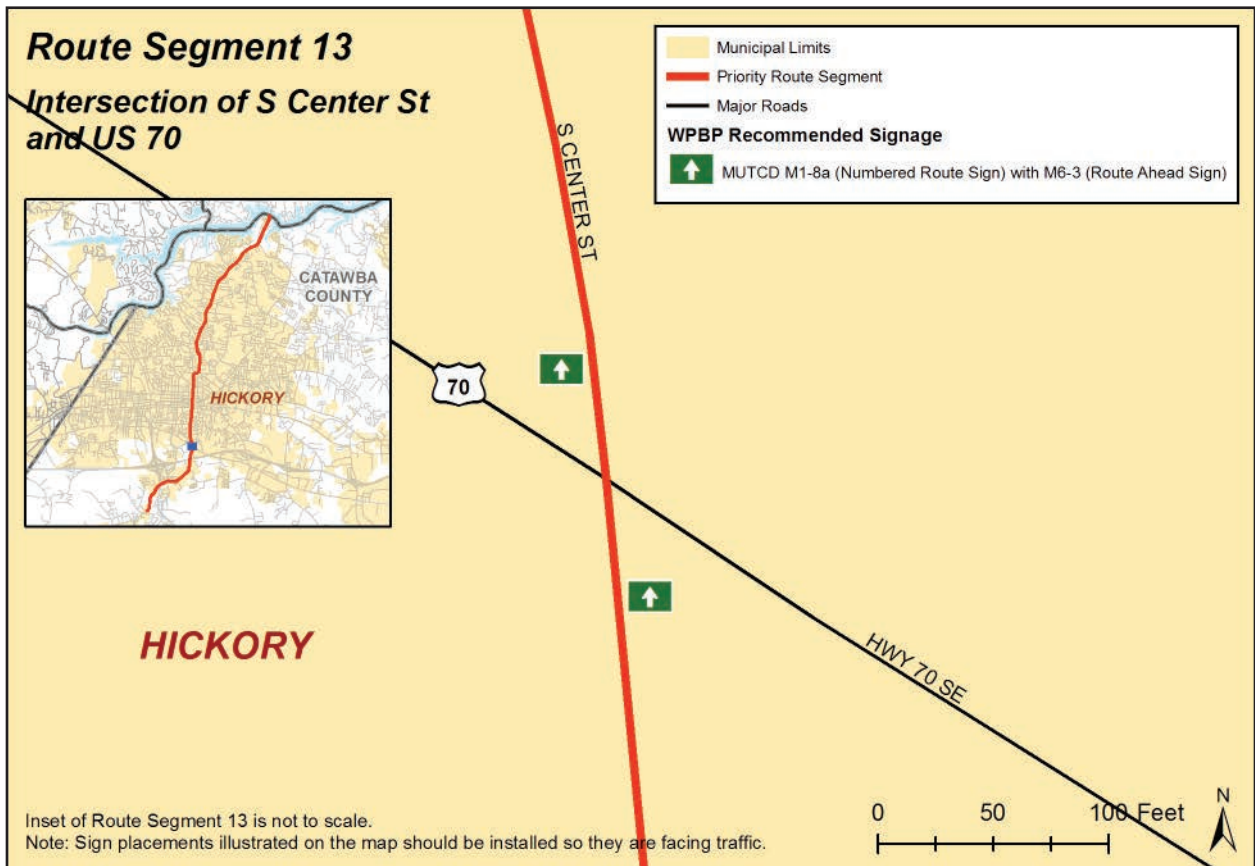 Route Segment 13
Intersection of S Center St
and US 70
Municipal Limits
Priority Route Segment
Major Roads
WPBP Recommended Signage
MUTCD M1-8a (Numbered Route Sign) with M6-3 (Route Ahead Sign)
S CENTER ST
CATAWBA
COUNTY
HICKORY
70
HICKORY
HWY 70 SE
Inset of Route Segment 13 is not to scale.
Note: Sign placements illustrated on the map should be installed so they are facing traffic.
0 50 100 Feet
N